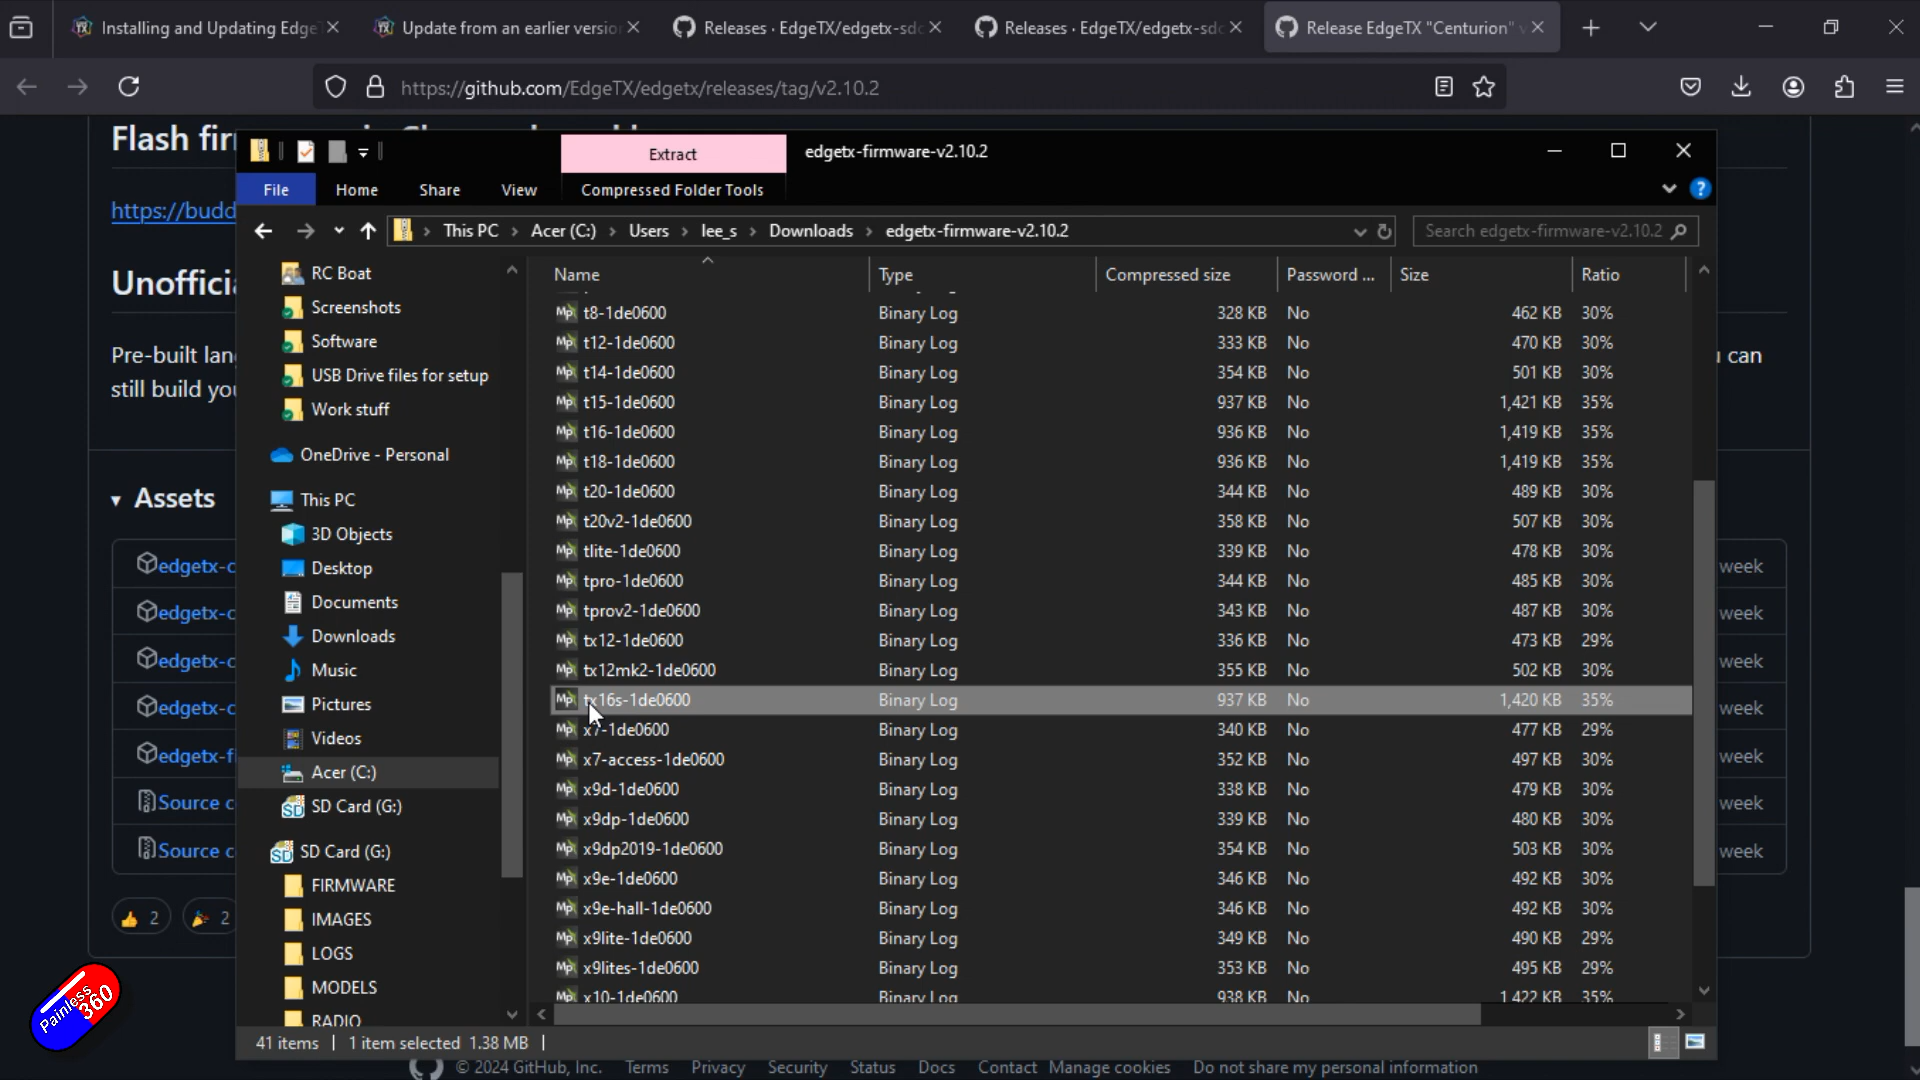 Installing and Updating Edge
Update from an earlier versio
Releases · EdgeTX/edgetx-sdc
Releases · EdgeTX/edgetx-sdc
Release EdgeTX "Centurion" v
https://github.com/EdgeTX/edgetx/releases/tag/v2.10.2
Flash fir
https://budd
Unofficia
Pre-built lan
still build you
u can
Assets
edgetx-c
edgetx-c
edgetx-c
edgetx-c
edgetx-f
Source c
Source c
week
week
week
week
week
week
week
2
2
Extract
edgetx-firmware-v2.10.2
File
Home
Share
View
Compressed Folder Tools
This PC
Acer (C:)
Users
lee_s
Downloads
edgetx-firmware-v2.10.2
Search edgetx-firmware-v2.10.2
RC Boat
Screenshots
Software
USB Drive files for setup
Work stuff
OneDrive - Personal
This PC
3D Objects
Desktop
Documents
Downloads
Music
Pictures
Videos
Acer (C:)
SD Card (G:)
SD Card (G:)
FIRMWARE
IMAGES
LOGS
MODELS
RADIO
Name Type Compressed size Password ... Size Ratio
t8-1de0600 Binary Log 328 KB No 462 KB 30%
t12-1de0600 Binary Log 333 KB No 470 KB 30%
t14-1de0600 Binary Log 354 KB No 501 KB 30%
t15-1de0600 Binary Log 937 KB No 1,421 KB 35%
t16-1de0600 Binary Log 936 KB No 1,419 KB 35%
t18-1de0600 Binary Log 936 KB No 1,419 KB 35%
t20-1de0600 Binary Log 344 KB No 489 KB 30%
t20v2-1de0600 Binary Log 358 KB No 507 KB 30%
tlite-1de0600 Binary Log 339 KB No 478 KB 30%
tpro-1de0600 Binary Log 344 KB No 485 KB 30%
tprov2-1de0600 Binary Log 343 KB No 487 KB 30%
tx12-1de0600 Binary Log 336 KB No 473 KB 29%
tx12mk2-1de0600 Binary Log 355 KB No 502 KB 30%
tx16s-1de0600 Binary Log 937 KB No 1,420 KB 35%
x7-1de0600 Binary Log 340 KB No 477 KB 29%
x7-access-1de0600 Binary Log 352 KB No 497 KB 30%
x9d-1de0600 Binary Log 338 KB No 479 KB 30%
x9dp-1de0600 Binary Log 339 KB No 480 KB 30%
x9dp2019-1de0600 Binary Log 354 KB No 503 KB 30%
x9e-1de0600 Binary Log 346 KB No 492 KB 30%
x9e-hall-1de0600 Binary Log 346 KB No 492 KB 30%
x9lite-1de0600 Binary Log 349 KB No 490 KB 29%
x9lites-1de0600 Binary Log 353 KB No 495 KB 29%
x10-1de0600 Binary Log 938 KB No 1,422 KB 35%
41 items 1 item selected 1.38 MB
© 2024 GitHub, Inc. Terms Privacy Security Status Docs Contact Manage cookies Do not share my personal information
Painless
360